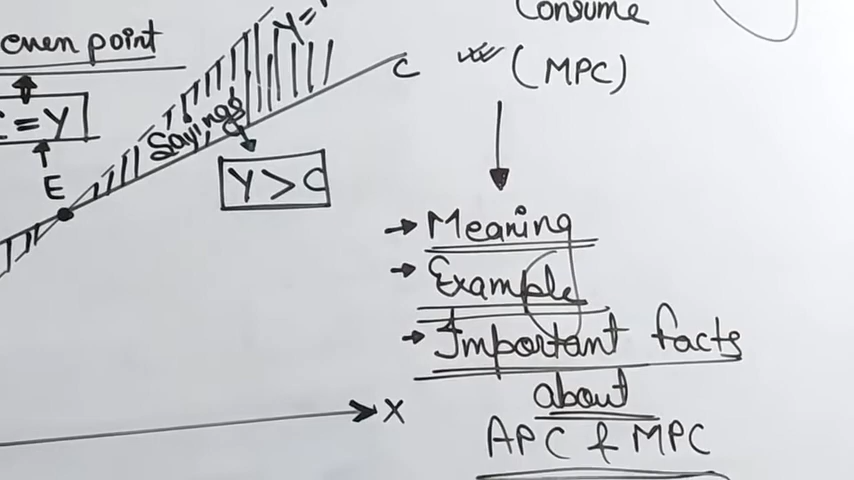 even point
C = Y
E
Savings
Y=
C
Y > C
X
Consume
(MPC)
→ Meaning
→ Example
→ Important facts
about
APC & MPC